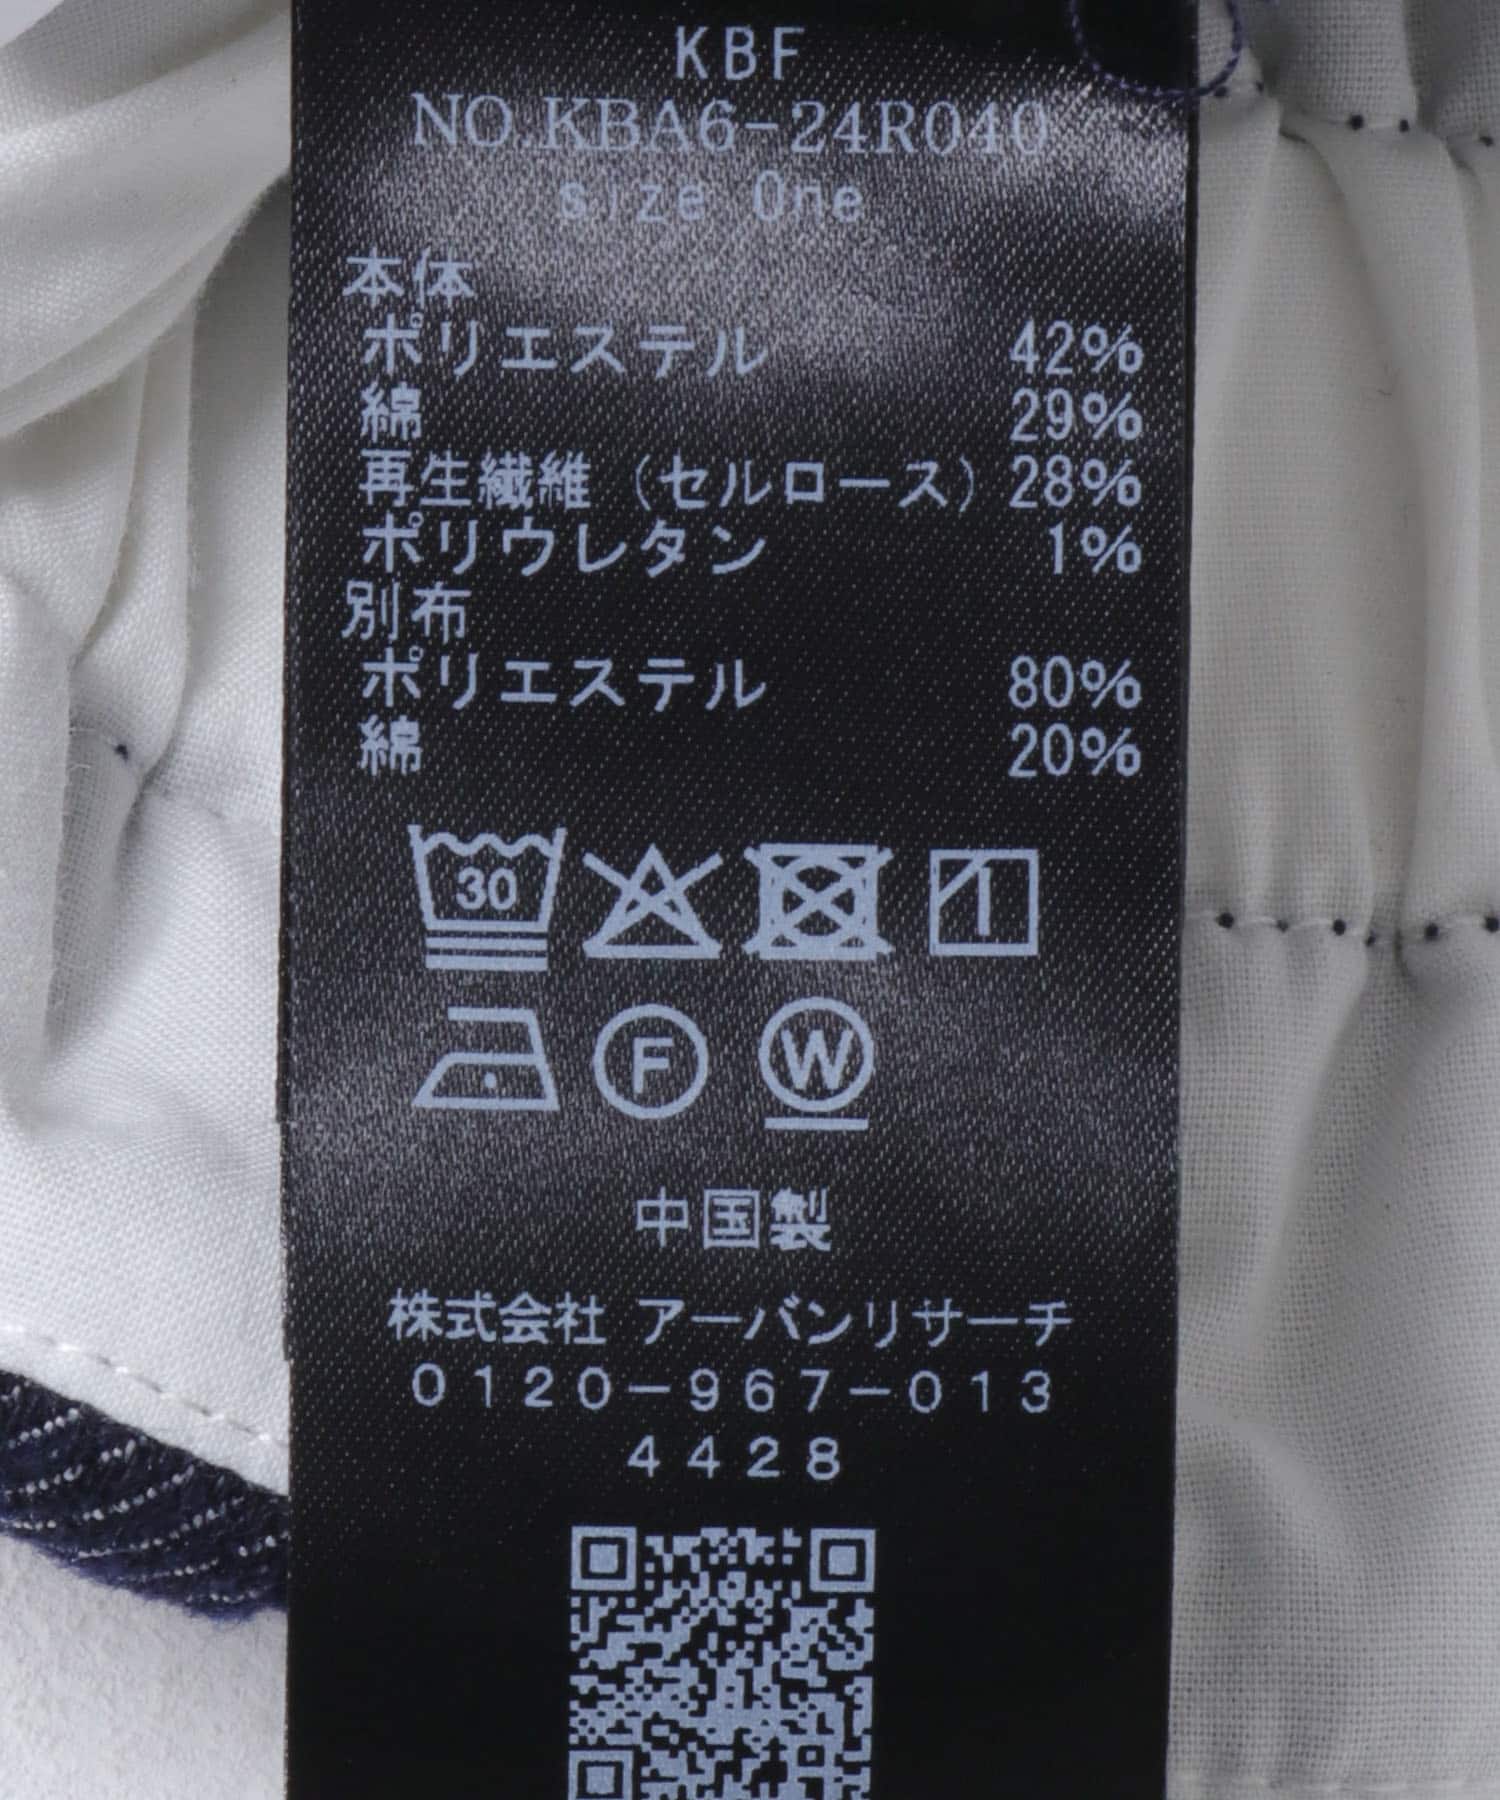 KBF
NO.KBA6-24R040
size One
本体
ポリエステル 42%
綿 29%
再生繊維（セルロース）28%
ポリウレタン 1%
別布
ポリエステル 80%
綿 20%
30
F W
中国製
株式会社 アーバンリサーチ
0120-967-013
4428